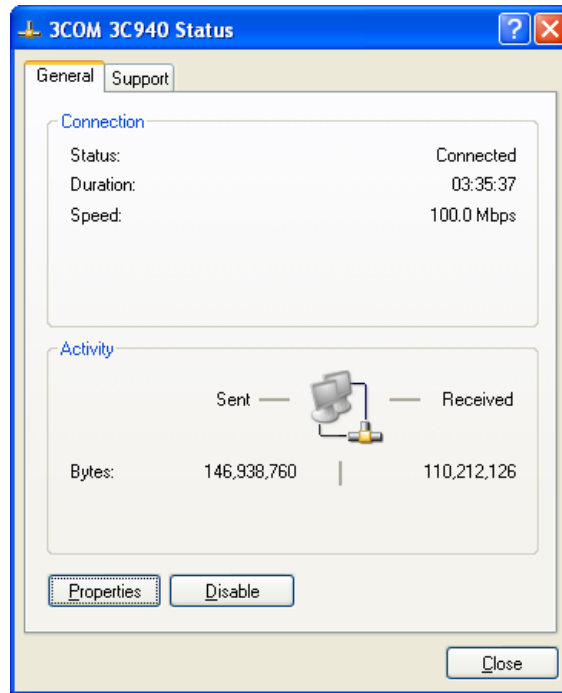 3COM 3C940 Status
General Support
Connection
Status: Connected
Duration: 03:35:37
Speed: 100.0 Mbps
Activity
Sent Received
Bytes: 146,938,760 110,212,126
Properties Disable
Close